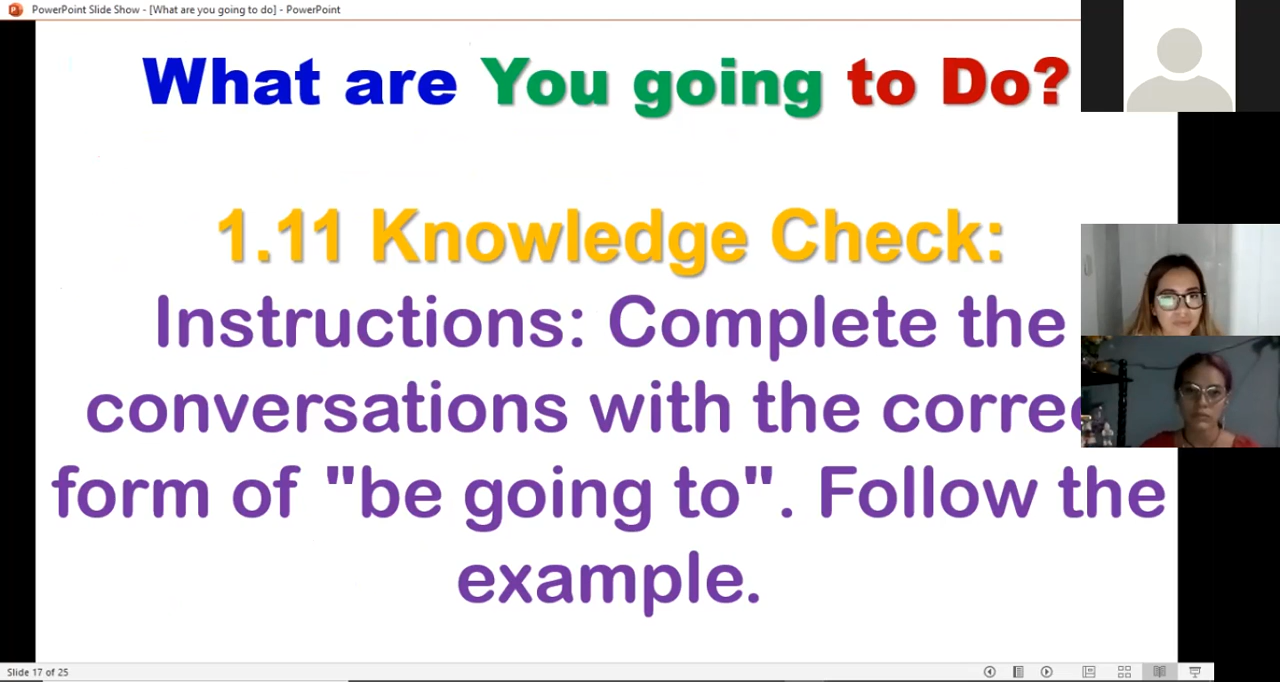 PowerPoint Slide Show - [What are you going to do] - PowerPoint
What are You going to Do?
1.11 Knowledge Check:
Instructions: Complete the
conversations with the
form of "be going to". Follow the
example.
Slide 17 of 25